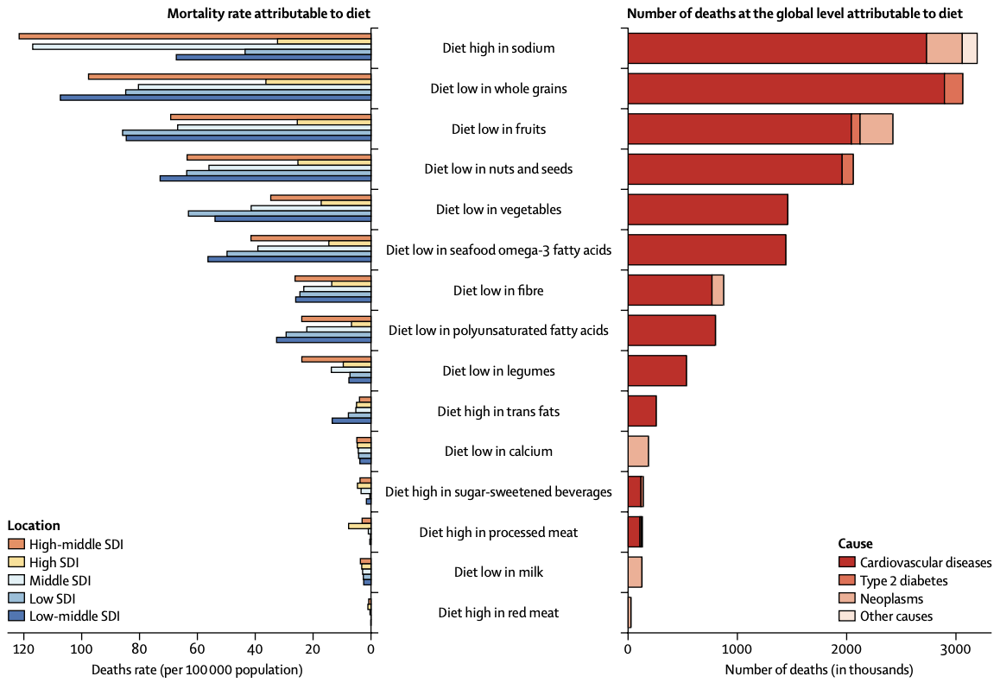 Mortality rate attributable to diet
Number of deaths at the global level attributable to diet
Diet high in sodium
Diet low in whole grains
Diet low in fruits
Diet low in nuts and seeds
Diet low in vegetables
Diet low in seafood omega-3 fatty acids
Diet low in fibre
Diet low in polyunsaturated fatty acids
Diet low in legumes
Diet high in trans fats
Diet low in calcium
Diet high in sugar-sweetened beverages
Diet high in processed meat
Diet low in milk
Diet high in red meat
Location
High-middle SDI
High SDI
Middle SDI
Low SDI
Low-middle SDI
Cause
Cardiovascular diseases
Type 2 diabetes
Neoplasms
Other causes
120 100 80 60 40 20 0
Deaths rate (per 100 000 population)
0 1000 2000 3000
Number of deaths (in thousands)